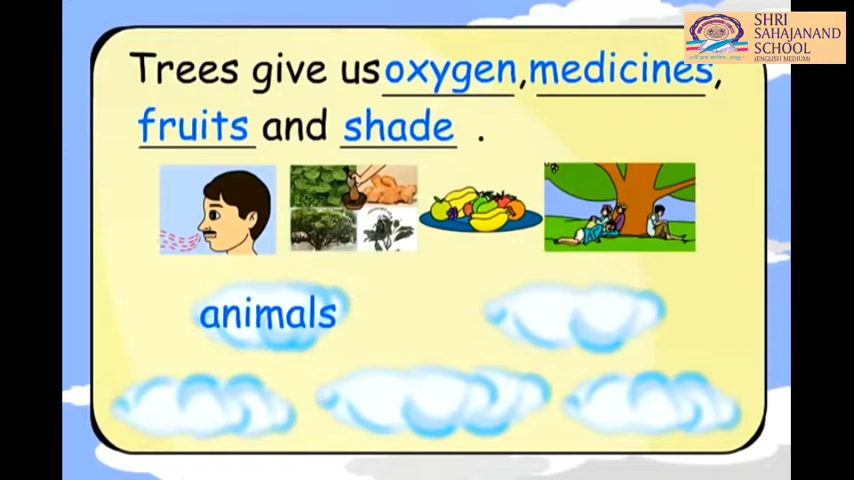 SHRI
SAHAJANAND
SCHOOL
(ENGLISH MEDIUM)
Trees give us oxygen, medicines,
fruits and shade .
animals